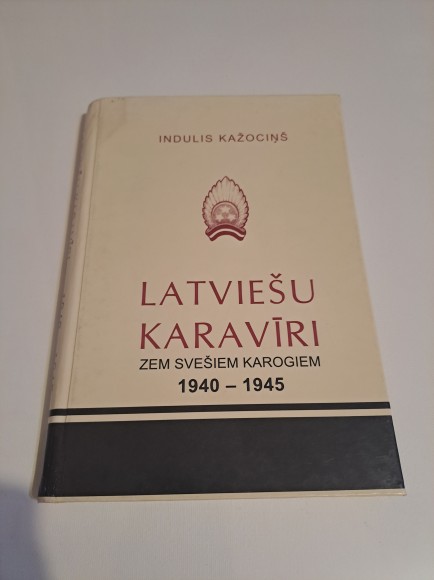 INDULIS KAŽOCIŅŠ
LATVIEŠU
KARAVĪRI
ZEM SVEŠIEM KAROGIEM
1940 – 1945